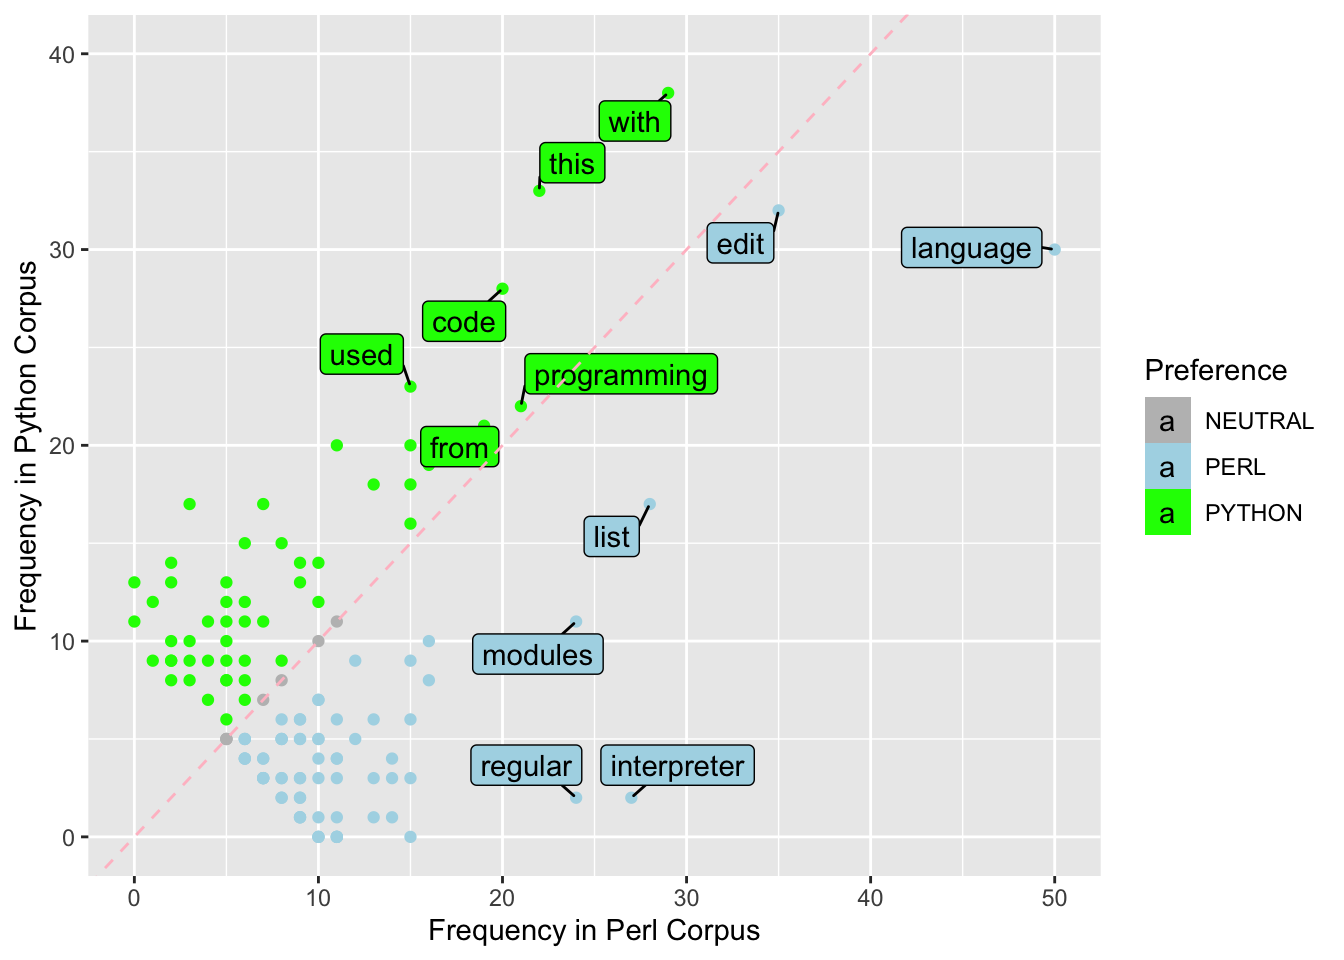 40
30
20
10
0
0
10
20
30
40
50
Frequency in Python Corpus
Frequency in Perl Corpus
with
this
edit
language
code
used
programming
from
list
modules
regular
interpreter
Preference
a NEUTRAL
a PERL
a PYTHON